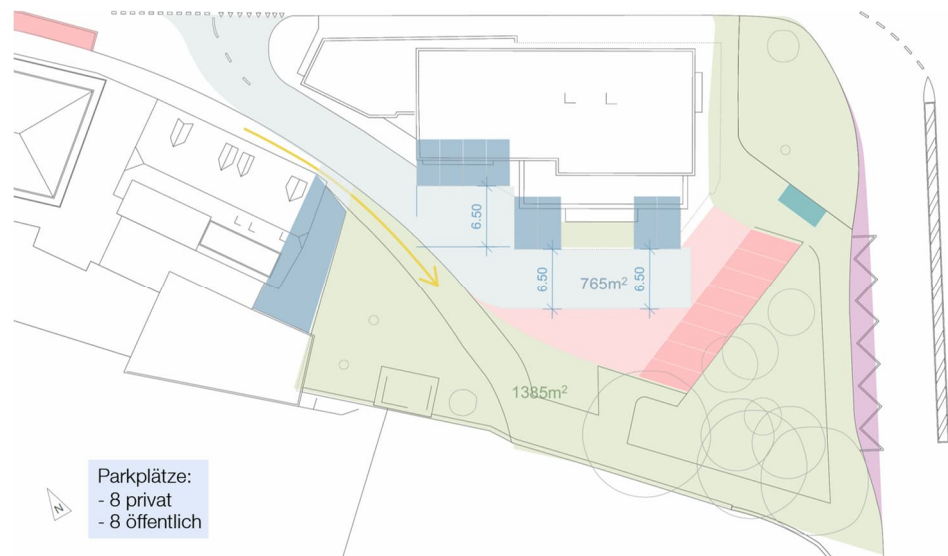 6.50
6.50
765m²
6.50
1385m²
Parkplätze:
- 8 privat
- 8 öffentlich
N